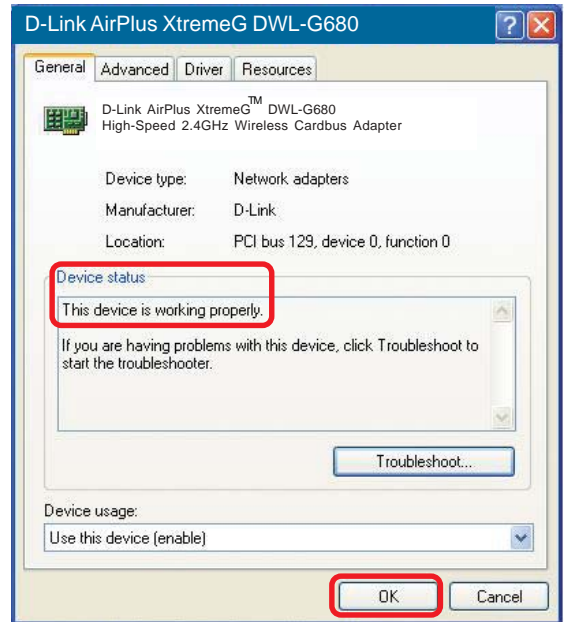 D-Link AirPlus XtremeG DWL-G680
General Advanced Driver Resources
D-Link AirPlus XtremeG™ DWL-G680
High-Speed 2.4GHz Wireless Cardbus Adapter
Device type: Network adapters
Manufacturer: D-Link
Location: PCI bus 129, device 0, function 0
Device status
This device is working properly.
If you are having problems with this device, click Troubleshoot to
start the troubleshooter.
Troubleshoot...
Device usage:
Use this device (enable)
OK Cancel